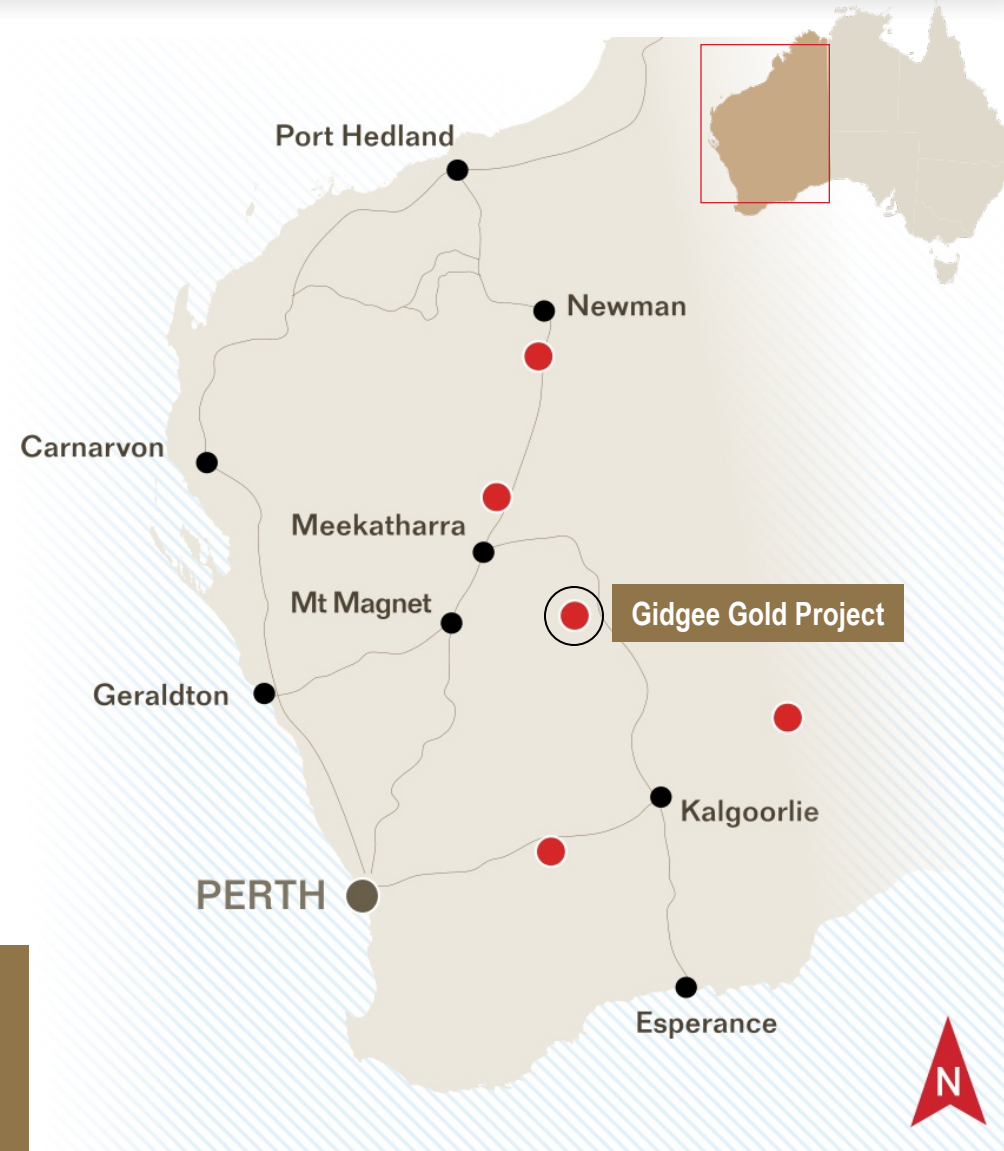 Port Hedland
Newman
Carnarvon
Meekatharra
Mt Magnet
Gidgee Gold Project
Geraldton
Kalgoorlie
PERTH
Esperance
N